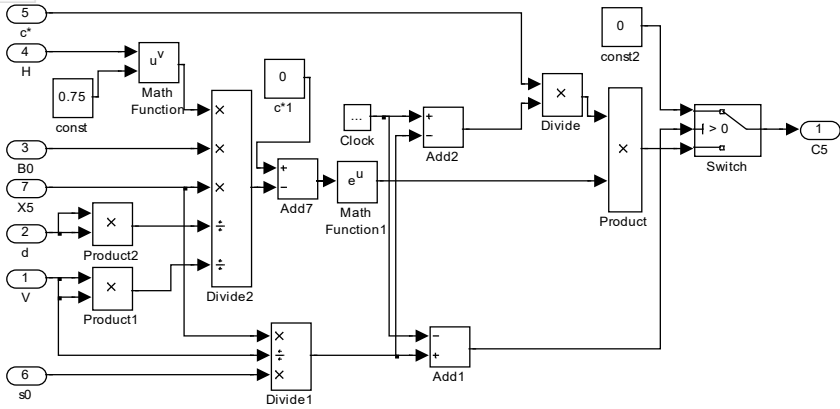 5
c*
4
H
u^v
Math
Function
0.75
const
0
c*1
0
const2
3
B0
7
X5
2
d
1
V
6
s0
×
Product2
×
Product1
×
×
×
÷
÷
Divide2
+
−
Add7
e^u
Math
Function1
...
Clock
+
−
Add2
×
Divide
×
Product
> 0
Switch
1
C5
×
÷
×
Divide1
−
+
Add1